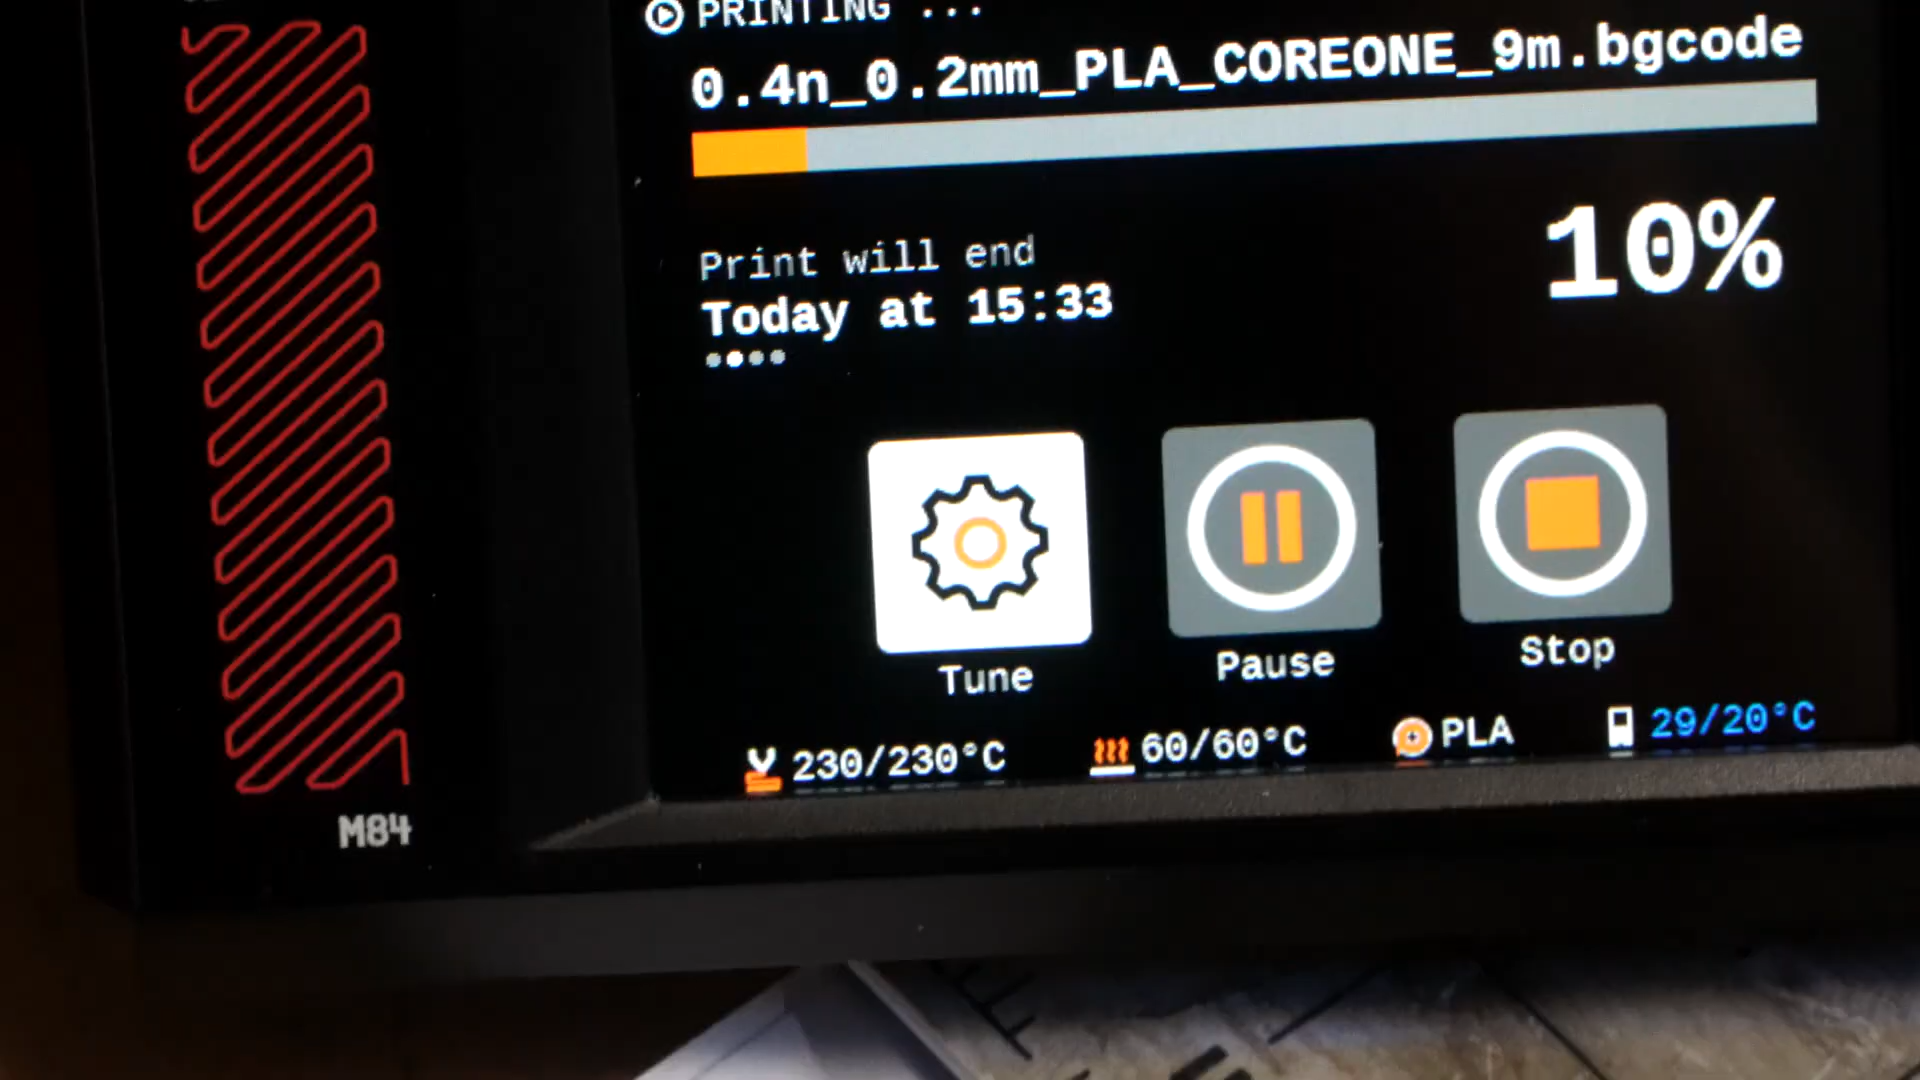 PRINTING ...
0.4n_0.2mm_PLA_COREONE_9m.bgcode
10%
Print will end
Today at 15:33
Tune
Pause
Stop
230/230°C
60/60°C
PLA
29/20°C
M84